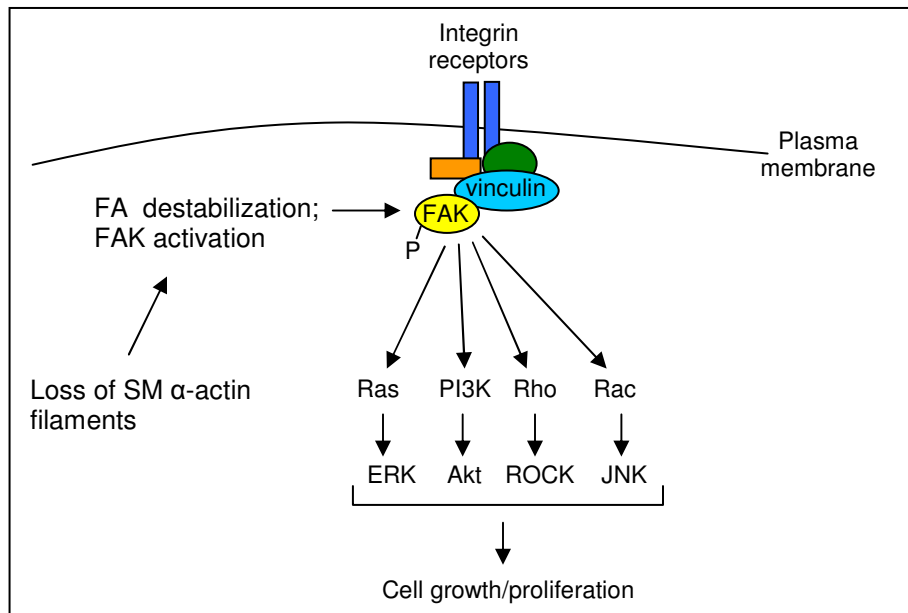 Integrin
receptors
Plasma
membrane
vinculin
FA destabilization;
FAK activation
FAK
P
Loss of SM α-actin
filaments
Ras PI3K Rho Rac
ERK Akt ROCK JNK
Cell growth/proliferation